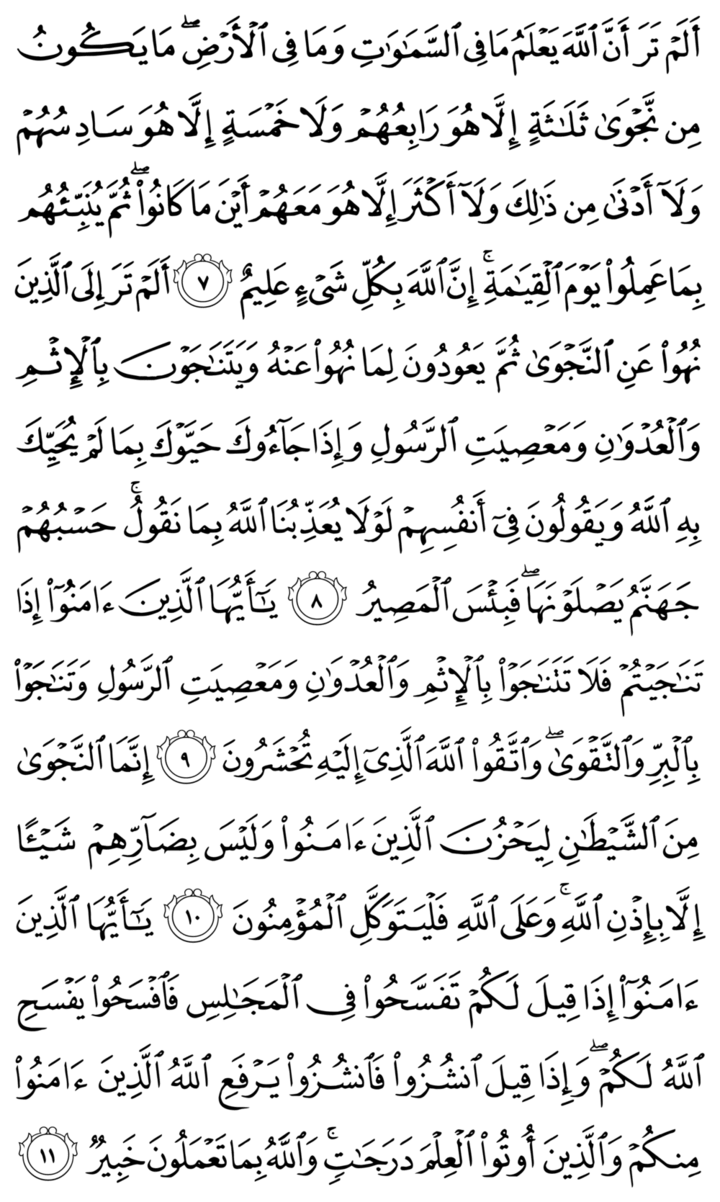 أَلَمۡ تَرَ أَنَّ ٱللَّهَ يَعۡلَمُ مَا فِي ٱلسَّمَٰوَٰتِ وَمَا فِي ٱلۡأَرۡضِۖ مَا يَكُونُ
مِن نَّجۡوَىٰ ثَلَٰثَةٍ إِلَّا هُوَ رَابِعُهُمۡ وَلَا خَمۡسَةٍ إِلَّا هُوَ سَادِسُهُمۡ
وَلَآ أَدۡنَىٰ مِن ذَٰلِكَ وَلَآ أَكۡثَرَ إِلَّا هُوَ مَعَهُمۡ أَيۡنَ مَا كَانُواْۖ ثُمَّ يُنَبِّئُهُم
بِمَا عَمِلُواْ يَوۡمَ ٱلۡقِيَٰمَةِۚ إِنَّ ٱللَّهَ بِكُلِّ شَيۡءٍ عَلِيمٌ ٧ أَلَمۡ تَرَ إِلَى ٱلَّذِينَ
نُهُواْ عَنِ ٱلنَّجۡوَىٰ ثُمَّ يَعُودُونَ لِمَا نُهُواْ عَنۡهُ وَيَتَنَٰجَوۡنَ بِٱلۡإِثۡمِ
وَٱلۡعُدۡوَٰنِ وَمَعۡصِيَتِ ٱلرَّسُولِ وَإِذَا جَآءُوكَ حَيَّوۡكَ بِمَا لَمۡ يُحَيِّكَ
بِهِ ٱللَّهُ وَيَقُولُونَ فِيٓ أَنفُسِهِمۡ لَوۡلَا يُعَذِّبُنَا ٱللَّهُ بِمَا نَقُولُۚ حَسۡبُهُمۡ
جَهَنَّمُ يَصۡلَوۡنَهَاۖ فَبِئۡسَ ٱلۡمَصِيرُ ٨ يَٰٓأَيُّهَا ٱلَّذِينَ ءَامَنُوٓاْ إِذَا
تَنَٰجَيۡتُمۡ فَلَا تَتَنَٰجَوۡاْ بِٱلۡإِثۡمِ وَٱلۡعُدۡوَٰنِ وَمَعۡصِيَتِ ٱلرَّسُولِ وَتَنَٰجَوۡاْ
بِٱلۡبِرِّ وَٱلتَّقۡوَىٰۖ وَٱتَّقُواْ ٱللَّهَ ٱلَّذِيٓ إِلَيۡهِ تُحۡشَرُونَ ٩ إِنَّمَا ٱلنَّجۡوَىٰ
مِنَ ٱلشَّيۡطَٰنِ لِيَحۡزُنَ ٱلَّذِينَ ءَامَنُواْ وَلَيۡسَ بِضَآرِّهِمۡ شَيۡـًٔا
إِلَّا بِإِذۡنِ ٱللَّهِۚ وَعَلَى ٱللَّهِ فَلۡيَتَوَكَّلِ ٱلۡمُؤۡمِنُونَ ١٠ يَٰٓأَيُّهَا ٱلَّذِينَ
ءَامَنُوٓاْ إِذَا قِيلَ لَكُمۡ تَفَسَّحُواْ فِي ٱلۡمَجَٰلِسِ فَٱفۡسَحُواْ يَفۡسَحِ
ٱللَّهُ لَكُمۡۖ وَإِذَا قِيلَ ٱنشُزُواْ فَٱنشُزُواْ يَرۡفَعِ ٱللَّهُ ٱلَّذِينَ ءَامَنُواْ
مِنكُمۡ وَٱلَّذِينَ أُوتُواْ ٱلۡعِلۡمَ دَرَجَٰتٖۚ وَٱللَّهُ بِمَا تَعۡمَلُونَ خَبِيرٞ ١١